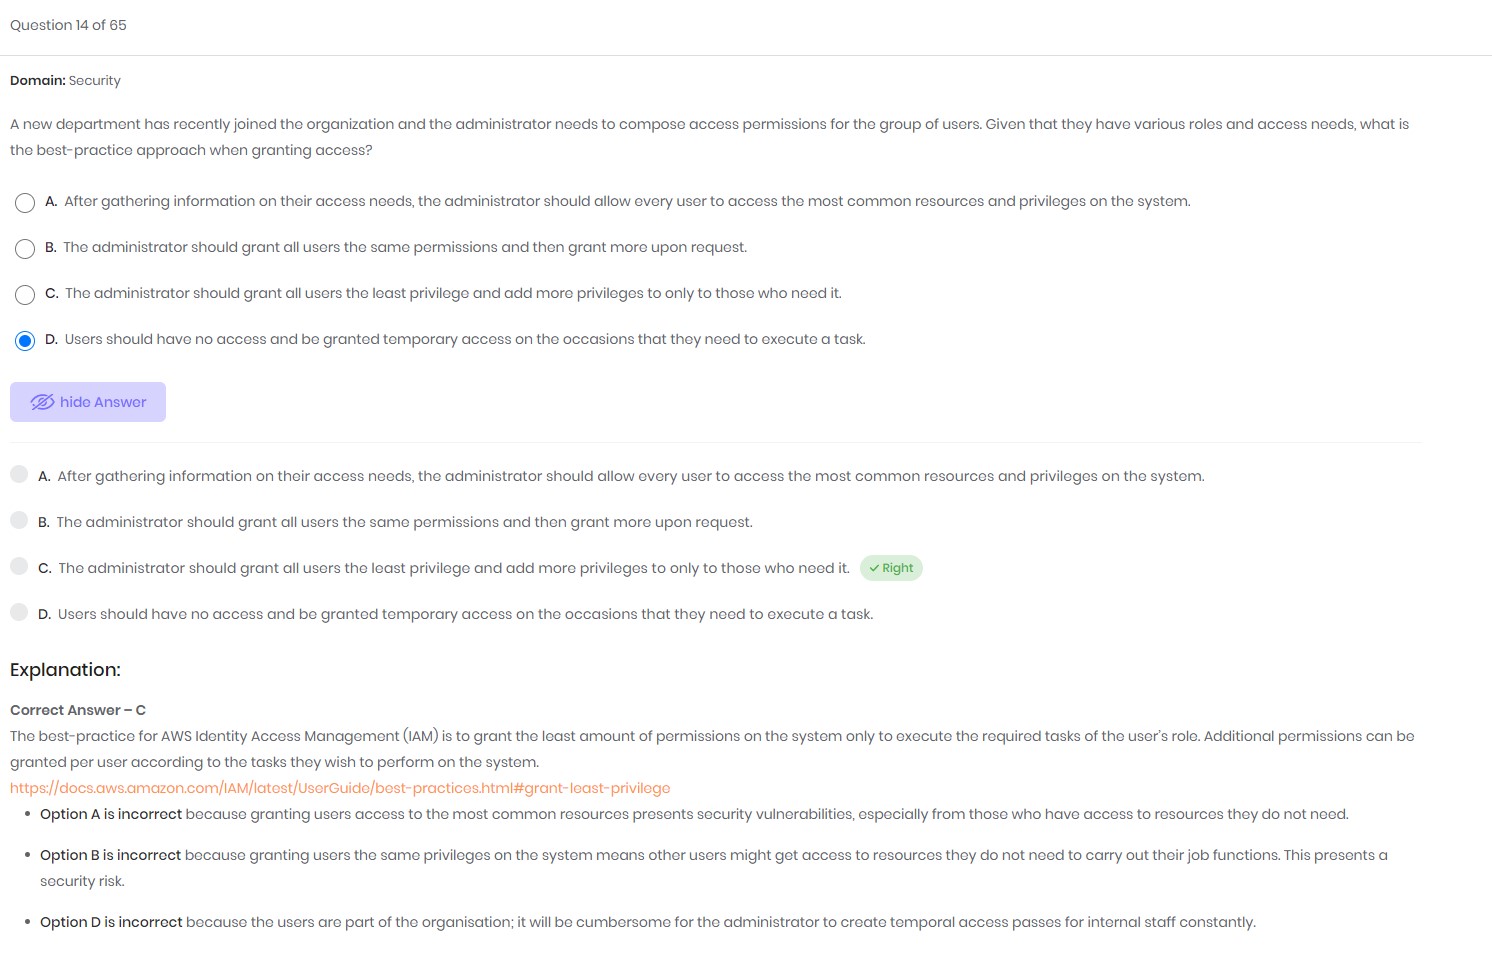 Question 14 of 65
Domain: Security
A new department has recently joined the organization and the administrator needs to compose access permissions for the group of users. Given that they have various roles and access needs, what is
the best-practice approach when granting access?
A. After gathering information on their access needs, the administrator should allow every user to access the most common resources and privileges on the system.
B. The administrator should grant all users the same permissions and then grant more upon request.
C. The administrator should grant all users the least privilege and add more privileges to only to those who need it.
D. Users should have no access and be granted temporary access on the occasions that they need to execute a task.
hide Answer
A. After gathering information on their access needs, the administrator should allow every user to access the most common resources and privileges on the system.
B. The administrator should grant all users the same permissions and then grant more upon request.
C. The administrator should grant all users the least privilege and add more privileges to only to those who need it. ✓ Right
D. Users should have no access and be granted temporary access on the occasions that they need to execute a task.
Explanation:
Correct Answer – C
The best-practice for AWS Identity Access Management (IAM) is to grant the least amount of permissions on the system only to execute the required tasks of the user's role. Additional permissions can be
granted per user according to the tasks they wish to perform on the system.
https://docs.aws.amazon.com/IAM/latest/UserGuide/best-practices.html#grant-least-privilege
• Option A is incorrect because granting users access to the most common resources presents security vulnerabilities, especially from those who have access to resources they do not need.
• Option B is incorrect because granting users the same privileges on the system means other users might get access to resources they do not need to carry out their job functions. This presents a
security risk.
• Option D is incorrect because the users are part of the organisation; it will be cumbersome for the administrator to create temporal access passes for internal staff constantly.